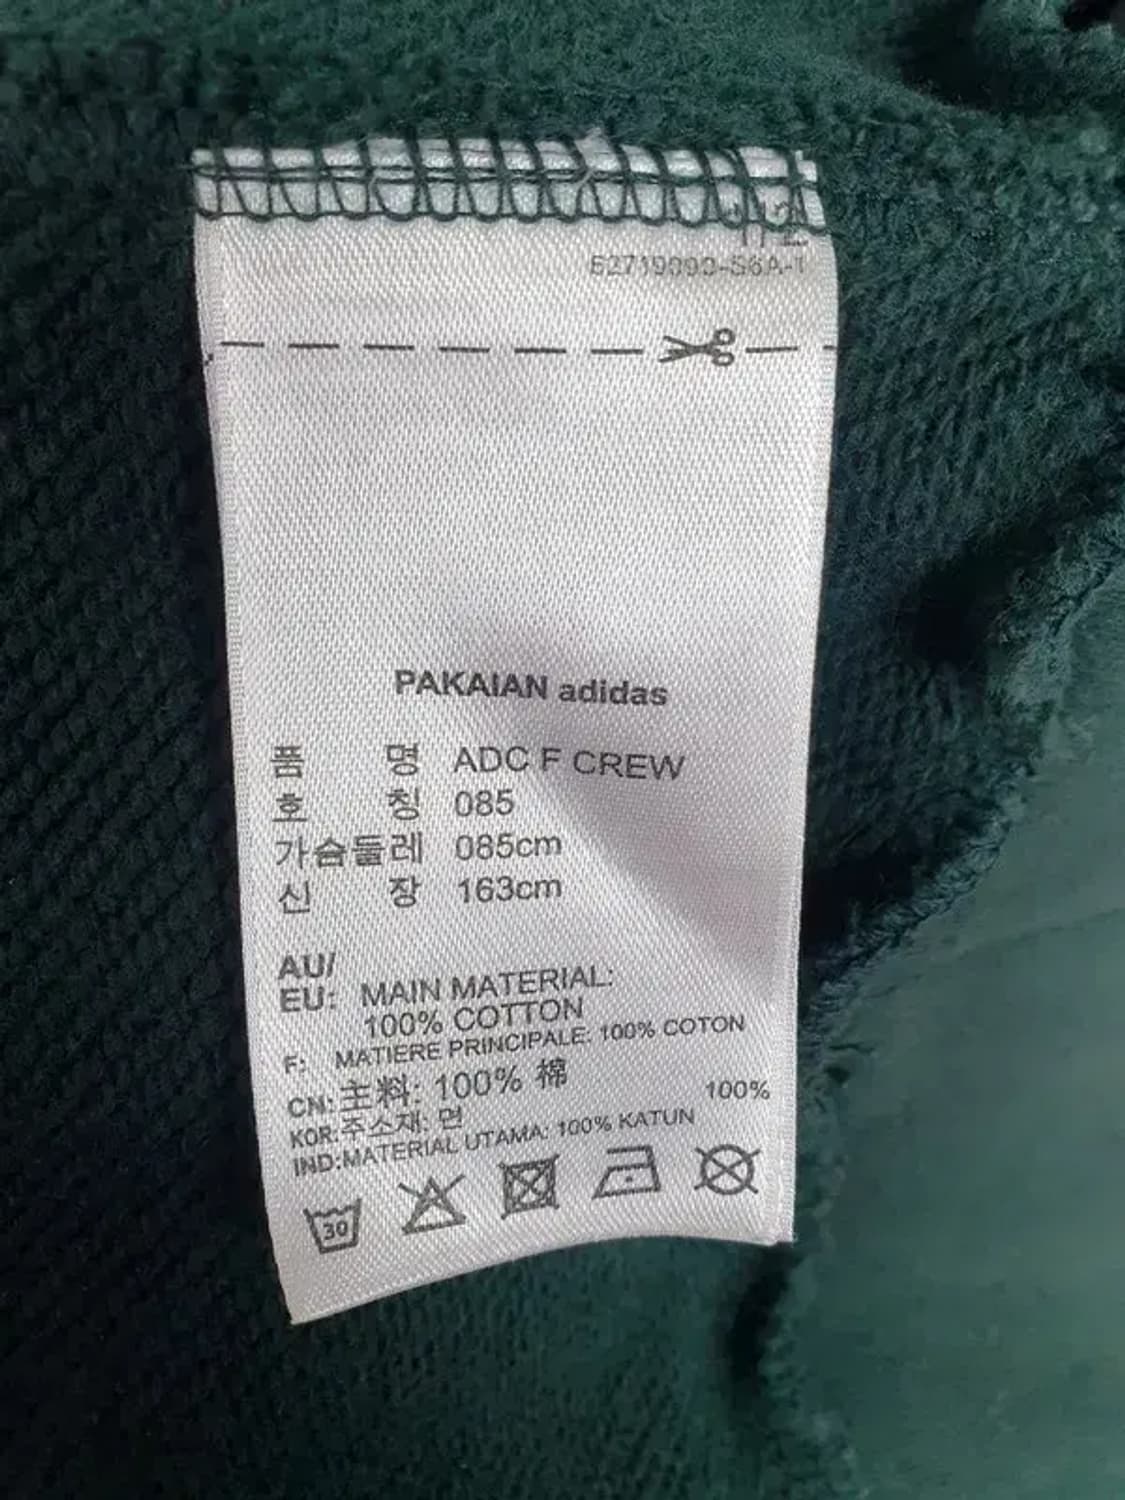 PAKAIAN adidas
품 명 ADC F CREW
호 칭 085
가슴둘레 085cm
신 장 163cm
AU/
EU: MAIN MATERIAL:
100% COTTON
F: MATIERE PRINCIPALE: 100% COTON
CN: 主料: 100% 棉
100%
KOR: 주소재: 면
IND:MATERIAL UTAMA: 100% KATUN
30